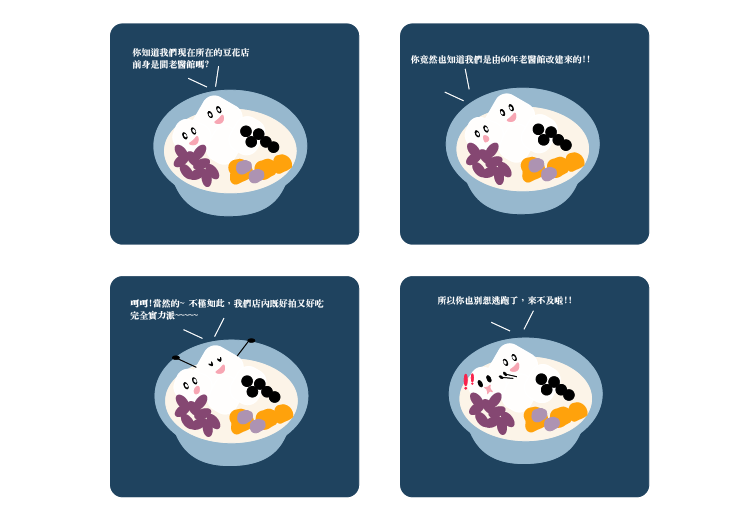 你知道我們現在所在的豆花店
前身是間老醫館嗎?
你竟然也知道我們是由60年老醫館改建來的!!
呵呵!當然的~ 不僅如此,我們店內既好拍又好吃
完全實力派~~~~~
所以你也別想逃跑了,來不及啦!!
!!